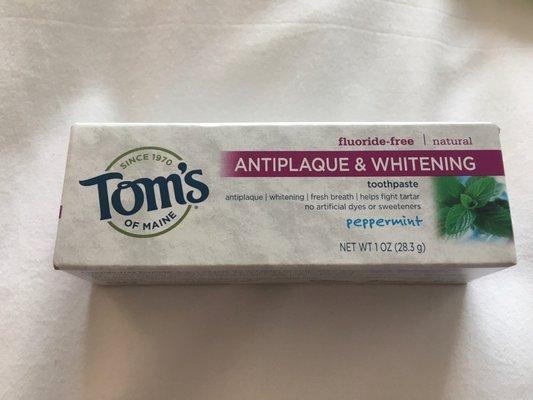 SINCE 1970
Tom's®
OF MAINE
fluoride-free | natural
ANTIPLAQUE & WHITENING
toothpaste
antiplaque | whitening | fresh breath | helps fight tartar
no artificial dyes or sweeteners
peppermint
NET WT 1 OZ (28.3 g)